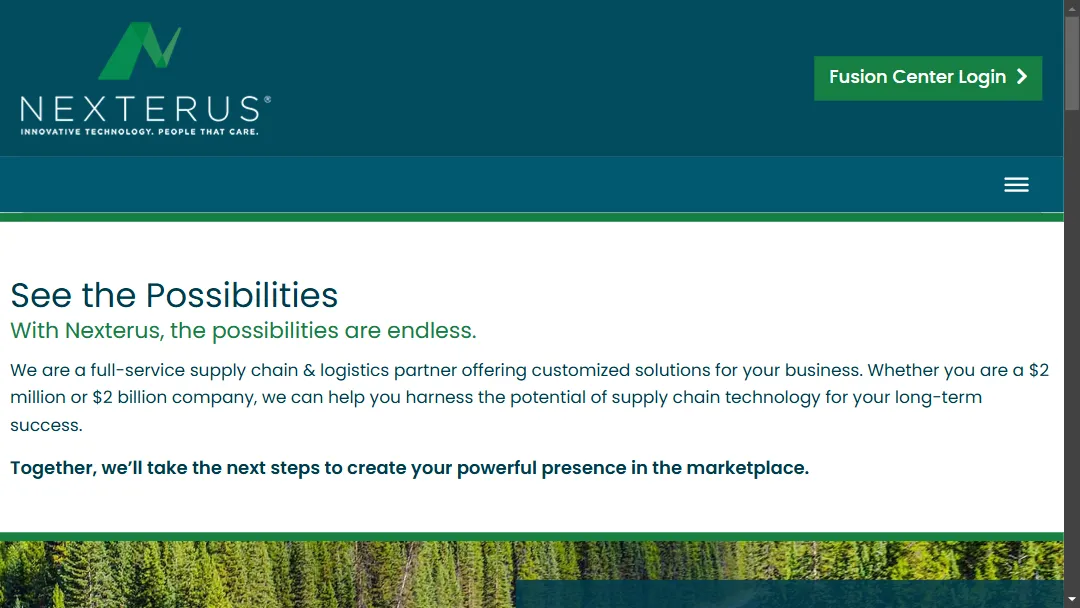 NEXTERUS®
INNOVATIVE TECHNOLOGY. PEOPLE THAT CARE.
Fusion Center Login
See the Possibilities
With Nexterus, the possibilities are endless.
We are a full-service supply chain & logistics partner offering customized solutions for your business. Whether you are a $2
million or $2 billion company, we can help you harness the potential of supply chain technology for your long-term
success.
Together, we’ll take the next steps to create your powerful presence in the marketplace.